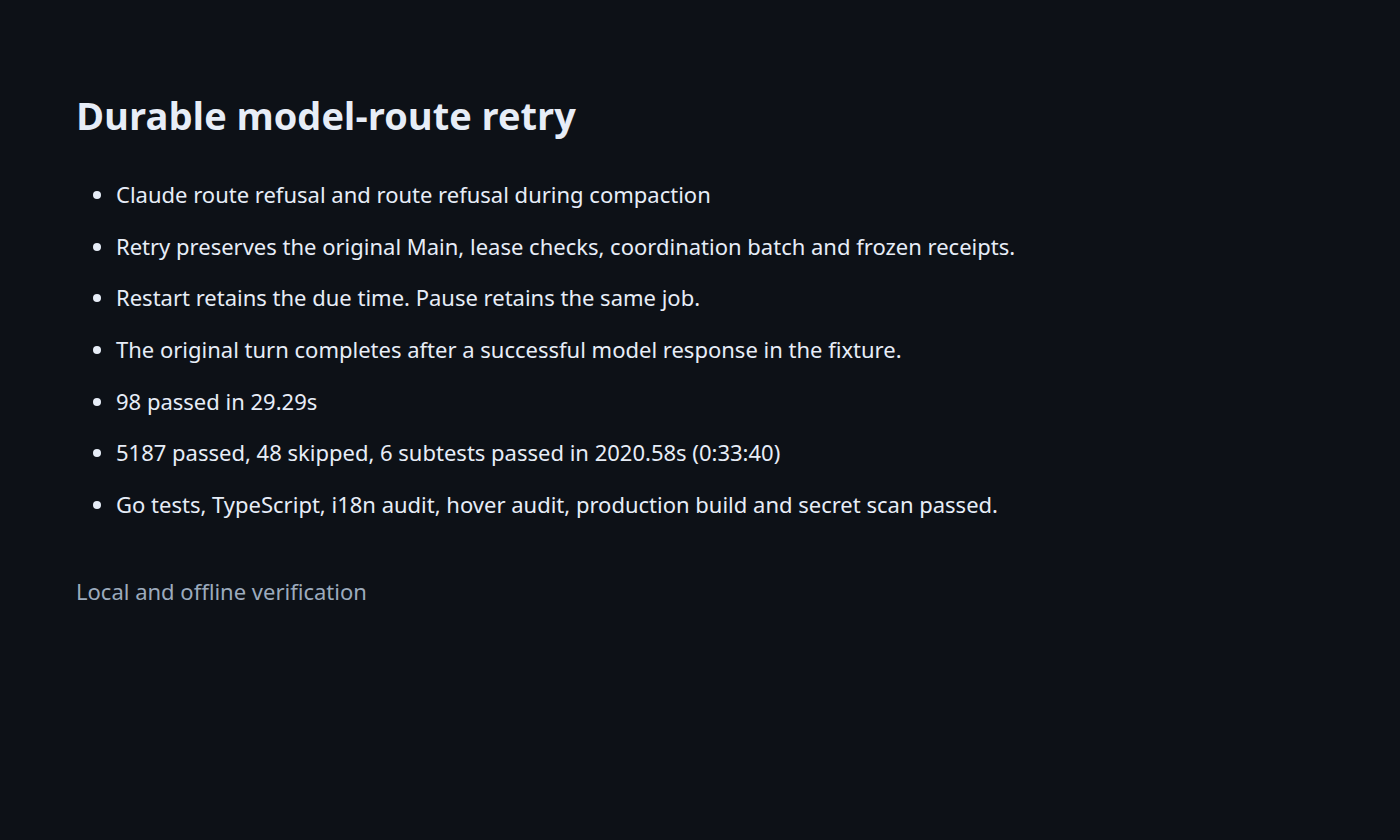 Durable model-route retry
Claude route refusal and route refusal during compaction
Retry preserves the original Main, lease checks, coordination batch and frozen receipts.
Restart retains the due time. Pause retains the same job.
The original turn completes after a successful model response in the fixture.
98 passed in 29.29s
5187 passed, 48 skipped, 6 subtests passed in 2020.58s (0:33:40)
Go tests, TypeScript, i18n audit, hover audit, production build and secret scan passed.
Local and offline verification